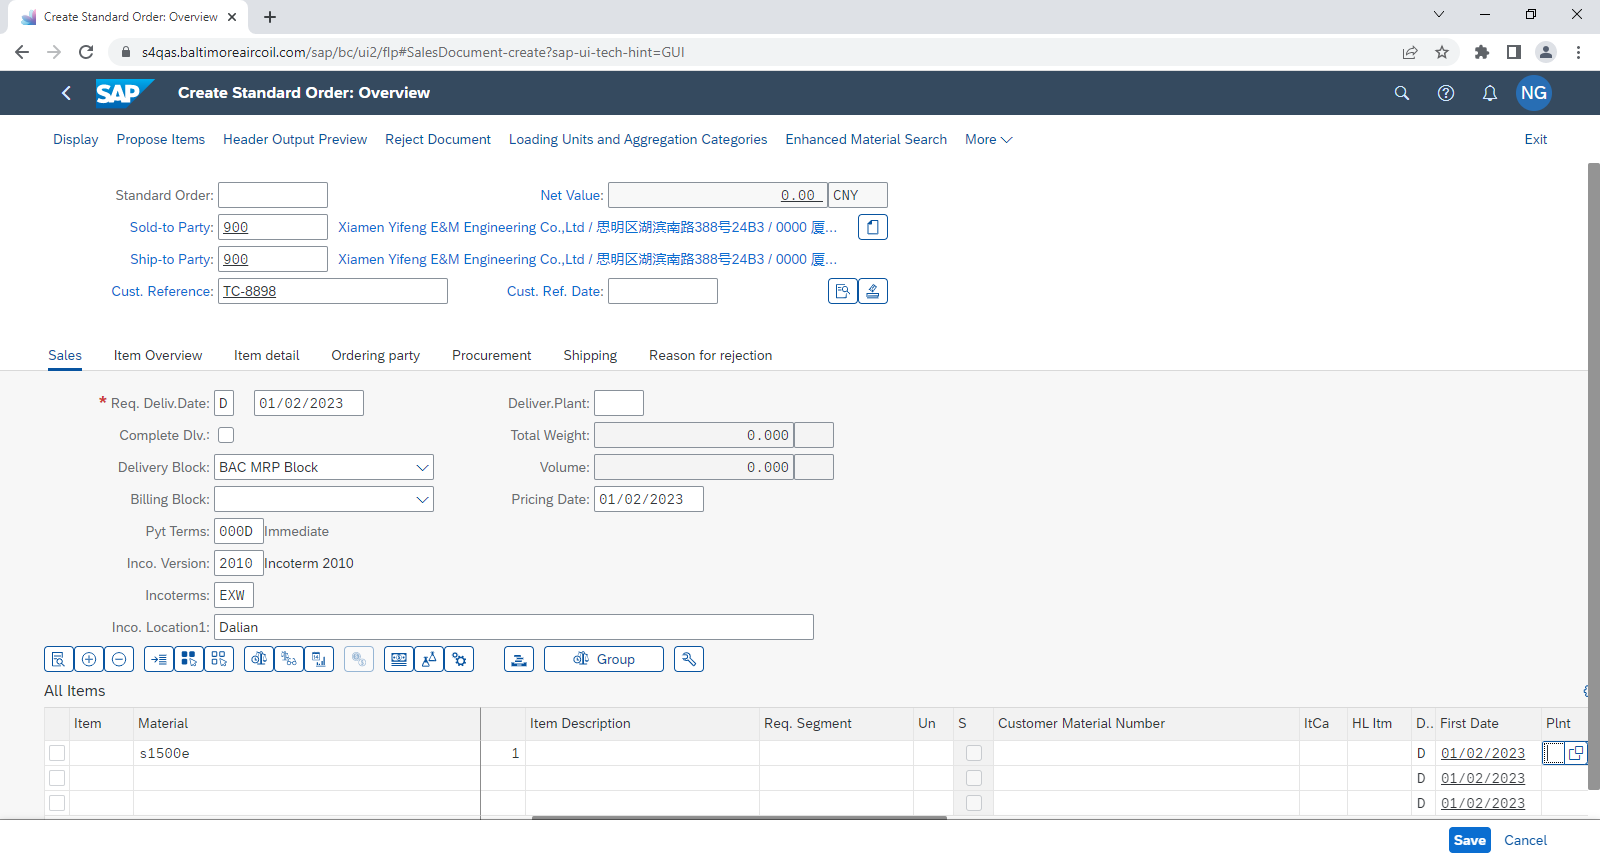 Create Standard Order: Overview
s4qas.baltimoreaircoil.com/sap/bc/ui2/flp#SalesDocument-create?sap-ui-tech-hint=GUI
SAP Create Standard Order: Overview NG
Display Propose Items Header Output Preview Reject Document Loading Units and Aggregation Categories Enhanced Material Search More Exit
Standard Order: Net Value: 0.00 CNY
Sold-to Party: 900 Xiamen Yifeng E&M Engineering Co.,Ltd / 思明区湖滨南路388号24B3 / 0000 厦...
Ship-to Party: 900 Xiamen Yifeng E&M Engineering Co.,Ltd / 思明区湖滨南路388号24B3 / 0000 厦...
Cust. Reference: TC-8898 Cust. Ref. Date:
Sales Item Overview Item detail Ordering party Procurement Shipping Reason for rejection
* Req. Deliv.Date: D 01/02/2023 Deliver.Plant:
Complete Dlv.: Total Weight: 0.000
Delivery Block: BAC MRP Block Volume: 0.000
Billing Block: Pricing Date: 01/02/2023
Pyt Terms: 000D Immediate
Inco. Version: 2010 Incoterm 2010
Incoterms: EXW
Inco. Location1: Dalian
Group
All Items
Item Material Item Description Req. Segment Un S Customer Material Number ItCa HL Itm D.. First Date Plnt
s1500e 1 D 01/02/2023
D 01/02/2023
D 01/02/2023
Save Cancel